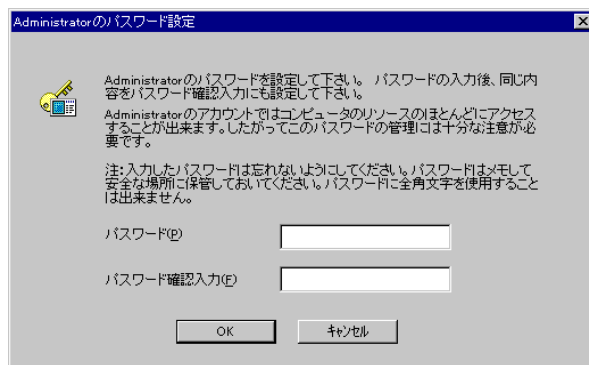 Administratorのパスワード設定
Administratorのパスワードを設定して下さい。 パスワードの入力後、同じ内
容をパスワード確認入力にも設定して下さい。
Administratorのアカウントではコンピュータのリソースのほとんどにアクセス
することが出来ます。したがってこのパスワードの管理には十分な注意が必
要です。
注:入力したパスワードは忘れないようにしてください。パスワードはメモして
安全な場所に保管しておいてください。パスワードに全角文字を使用すること
は出来ません。
パスワード(P)
パスワード確認入力(F)
OK
キャンセル